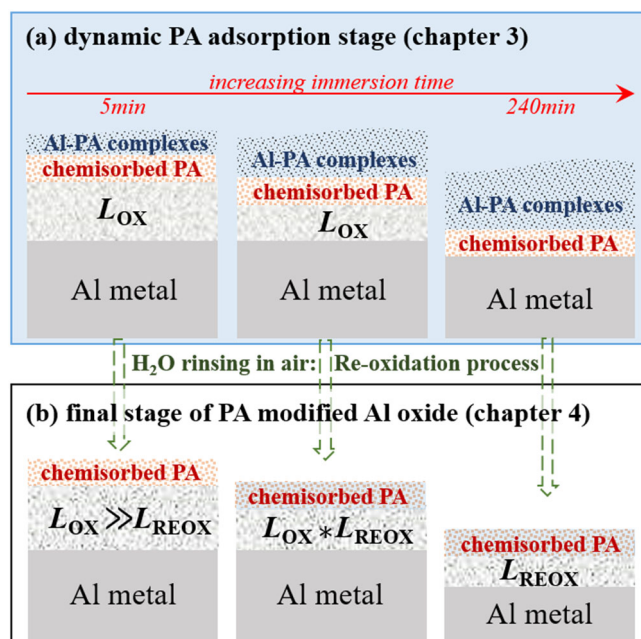 (a) dynamic PA adsorption stage (chapter 3)
increasing immersion time
5min 240min
Al-PA complexes
chemisorbed PA
LOX
Al metal
Al-PA complexes
chemisorbed PA
LOX
Al metal
Al-PA complexes
chemisorbed PA
Al metal
H₂O rinsing in air: Re-oxidation process
(b) final stage of PA modified Al oxide (chapter 4)
chemisorbed PA
LOX≫LREOX
Al metal
chemisorbed PA
LOX*LREOX
Al metal
chemisorbed PA
LREOX
Al metal